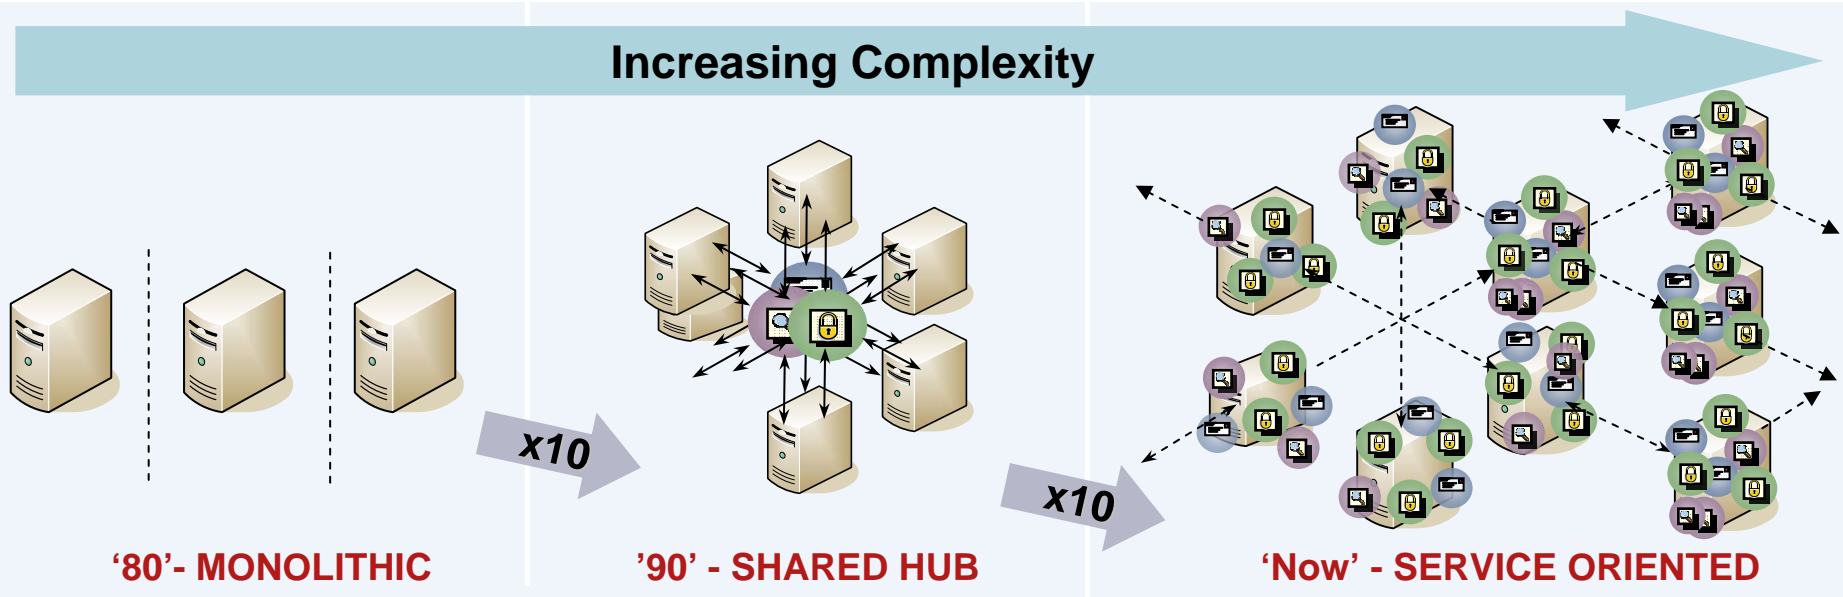 Increasing Complexity
x10
x10
‘80’- MONOLITHIC
’90’ - SHARED HUB
‘Now’ - SERVICE ORIENTED